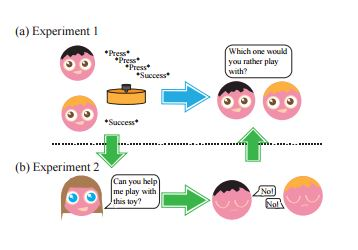 (a) Experiment 1
*Press*
*Press*
*Press*
*Success*
*Success*
Which one would
you rather play
with?
(b) Experiment 2
Can you help
me play with
this toy?
No!
No!